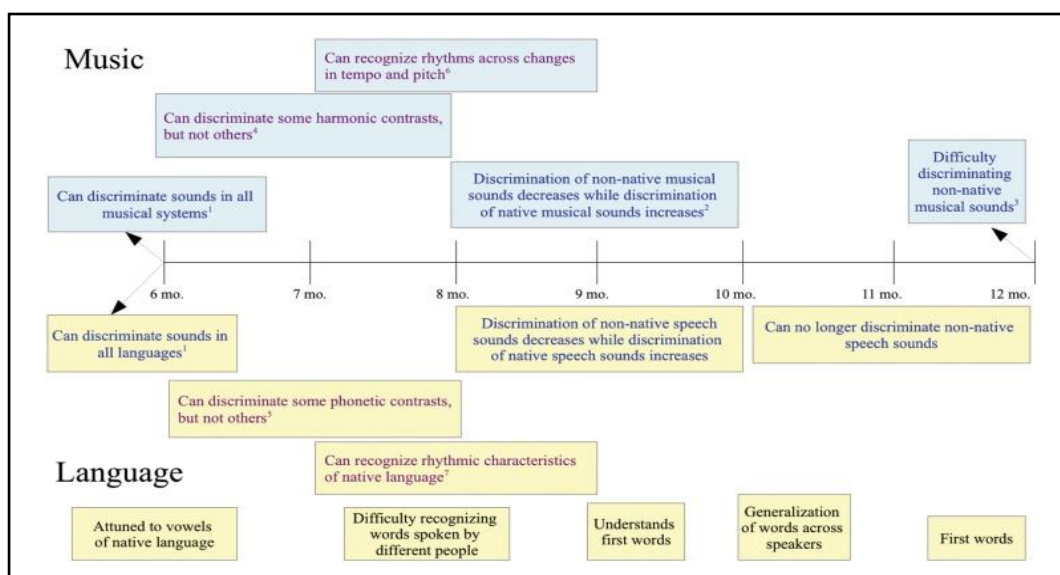 Music
Can recognize rhythms across changes
in tempo and pitch⁶
Can discriminate some harmonic contrasts,
but not others⁴
Can discriminate sounds in all
musical systems¹
Discrimination of non-native musical
sounds decreases while discrimination
of native musical sounds increases²
Difficulty
discriminating
non-native
musical sounds³
6 mo.
7 mo.
8 mo.
9 mo.
10 mo.
11 mo.
12 mo.
Can discriminate sounds in
all languages¹
Discrimination of non-native speech
sounds decreases while discrimination
of native speech sounds increases
Can no longer discriminate non-native
speech sounds
Can discriminate some phonetic contrasts,
but not others⁵
Can recognize rhythmic characteristics
of native language⁷
Language
Attuned to vowels
of native language
Difficulty recognizing
words spoken by
different people
Understands
first words
Generalization
of words across
speakers
First words